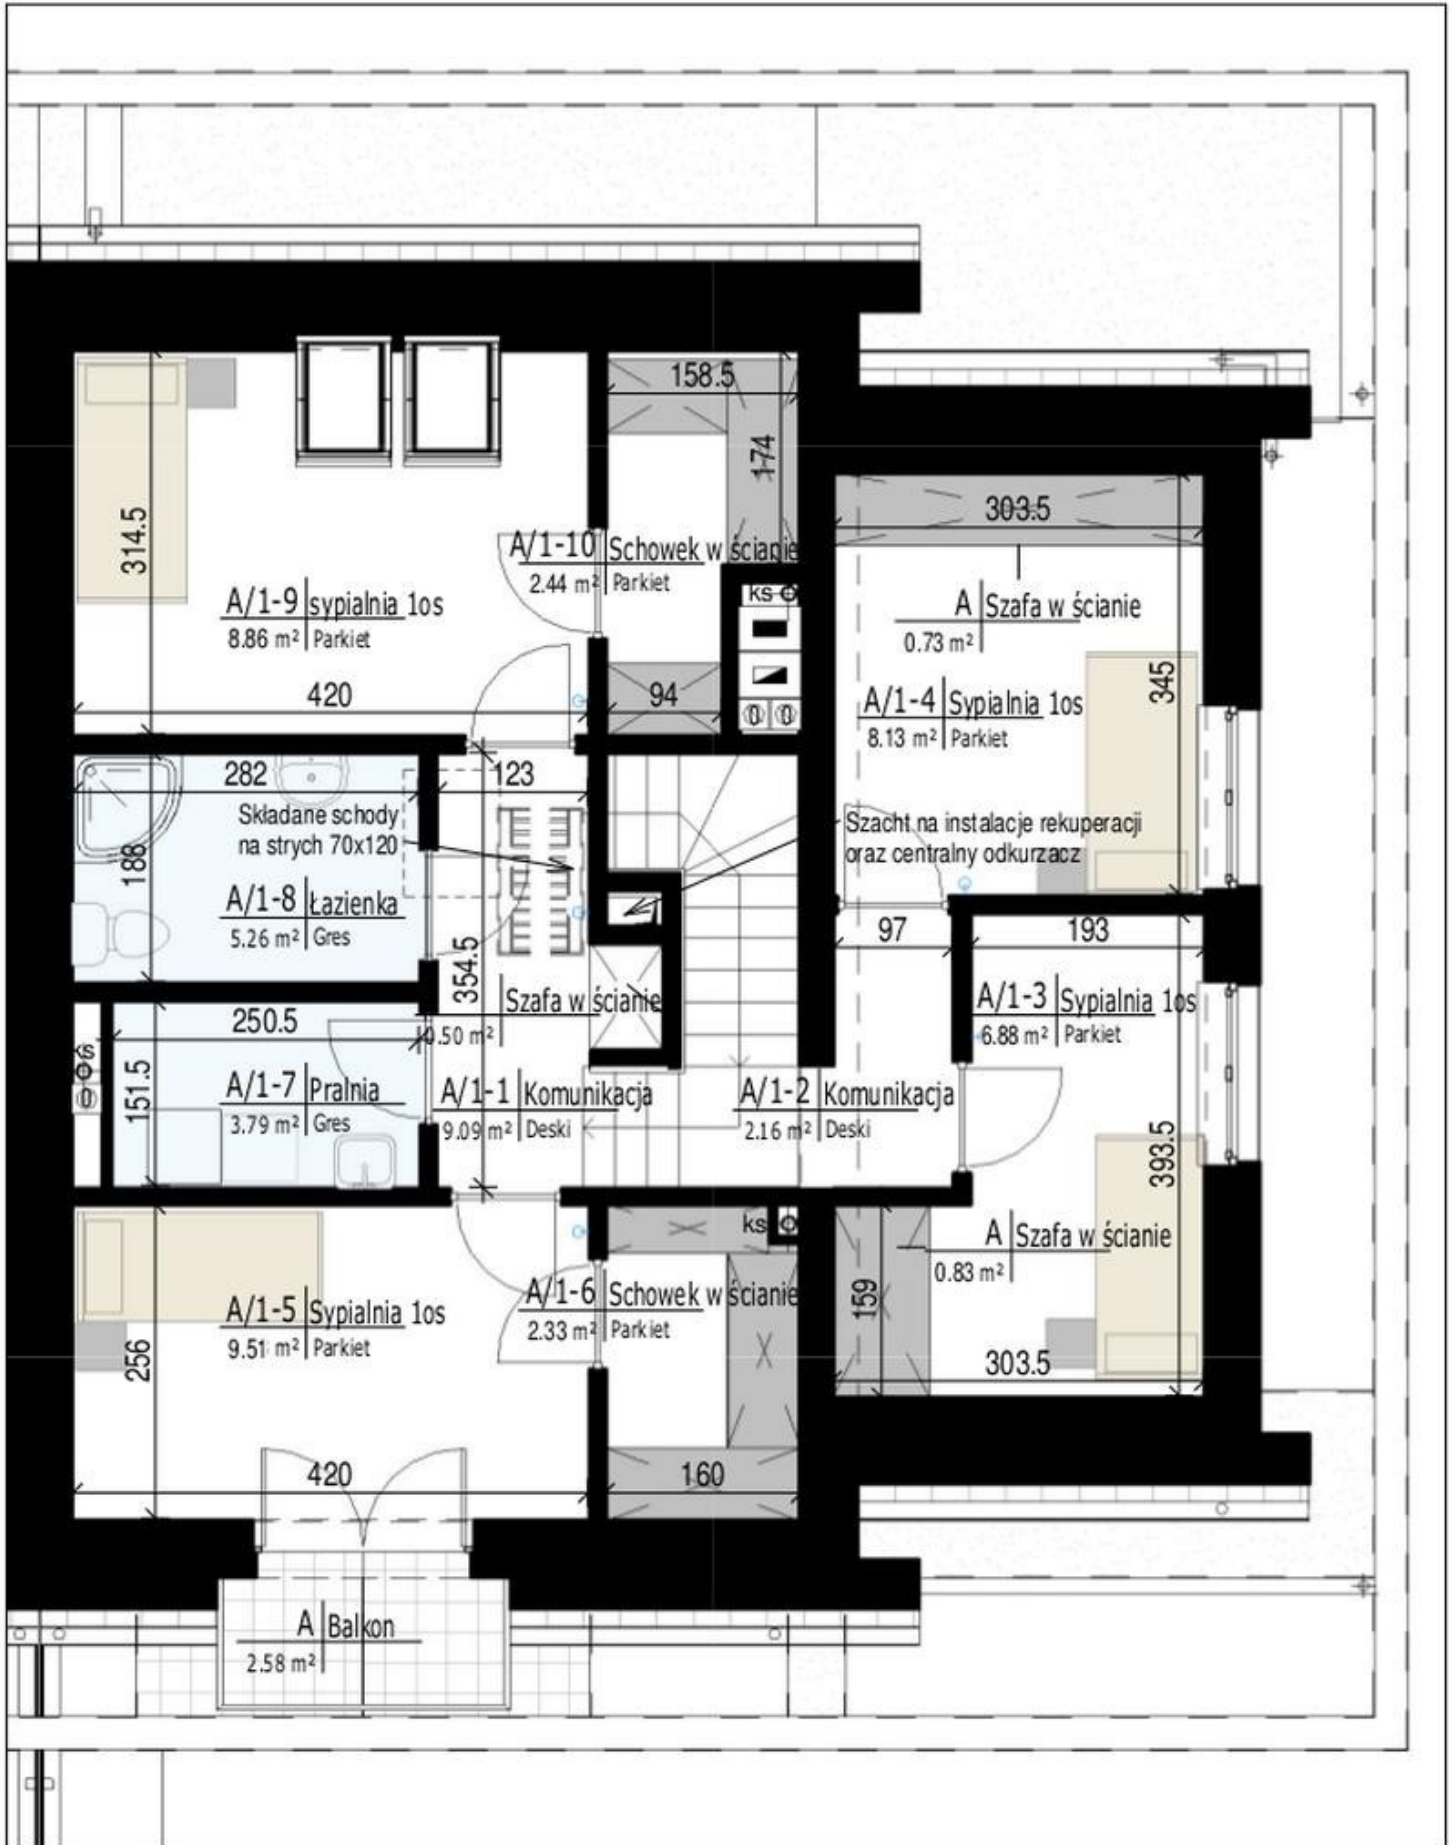 158.5
174
314.5
A/1-10 Schowek w ścianie
2.44 m² Parkiet
303.5
ks
A/1-9 sypialnia 1os
8.86 m² Parkiet
A Szafa w ścianie
0.73 m²
420
94
345
A/1-4 Sypialnia 1os
8.13 m² Parkiet
282
123
Składane schody
na strych 70x120
188
Szacht na instalacje rekuperacji
oraz centralny odkurzacz
A/1-8 Łazienka
5.26 m² Gres
97
193
354.5
Szafa w ścianie
0.50 m²
A/1-3 Sypialnia 1os
6.88 m² Parkiet
250.5
151.5
A/1-7 Pralnia
3.79 m² Gres
A/1-1 Komunikacja
9.09 m² Deski
A/1-2 Komunikacja
2.16 m² Deski
393.5
ks
A Szafa w ścianie
0.83 m²
A/1-5 Sypialnia 1os
9.51 m² Parkiet
A/1-6 Schowek w ścianie
2.33 m² Parkiet
159
256
303.5
420
160
A Balkon
2.58 m²